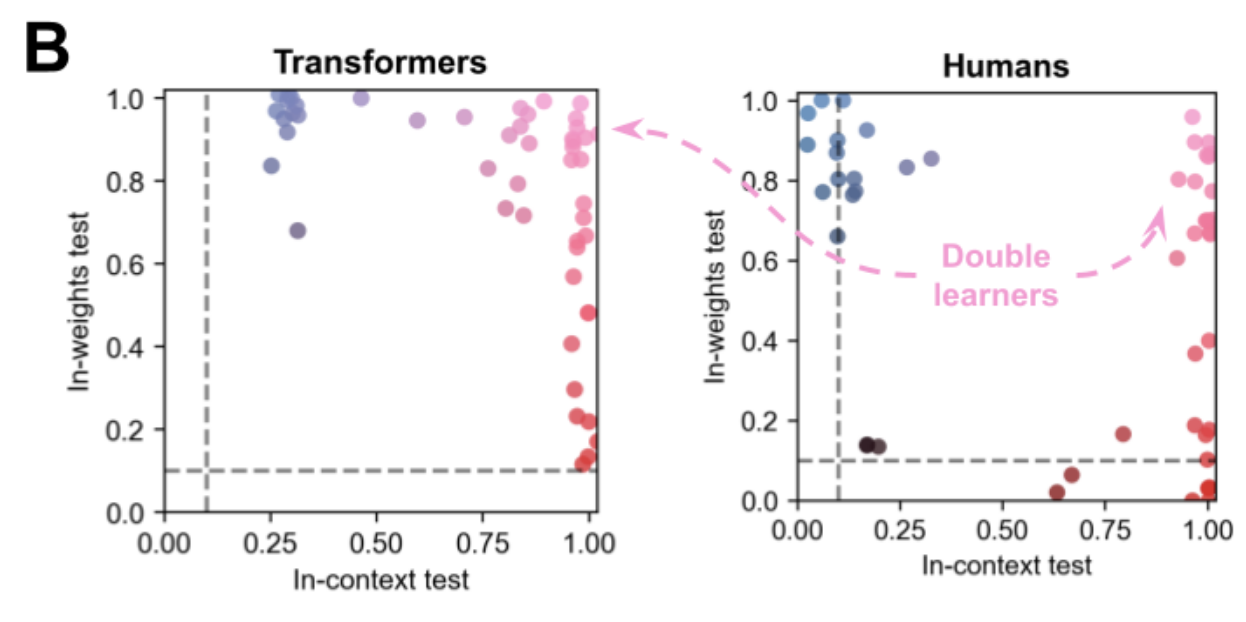 B
Transformers
In-weights test
1.0
0.8
0.6
0.4
0.2
0.0
0.00 0.25 0.50 0.75 1.00
In-context test
Humans
In-weights test
1.0
0.8
0.6
0.4
0.2
0.0
0.00 0.25 0.50 0.75 1.00
In-context test
Double
learners